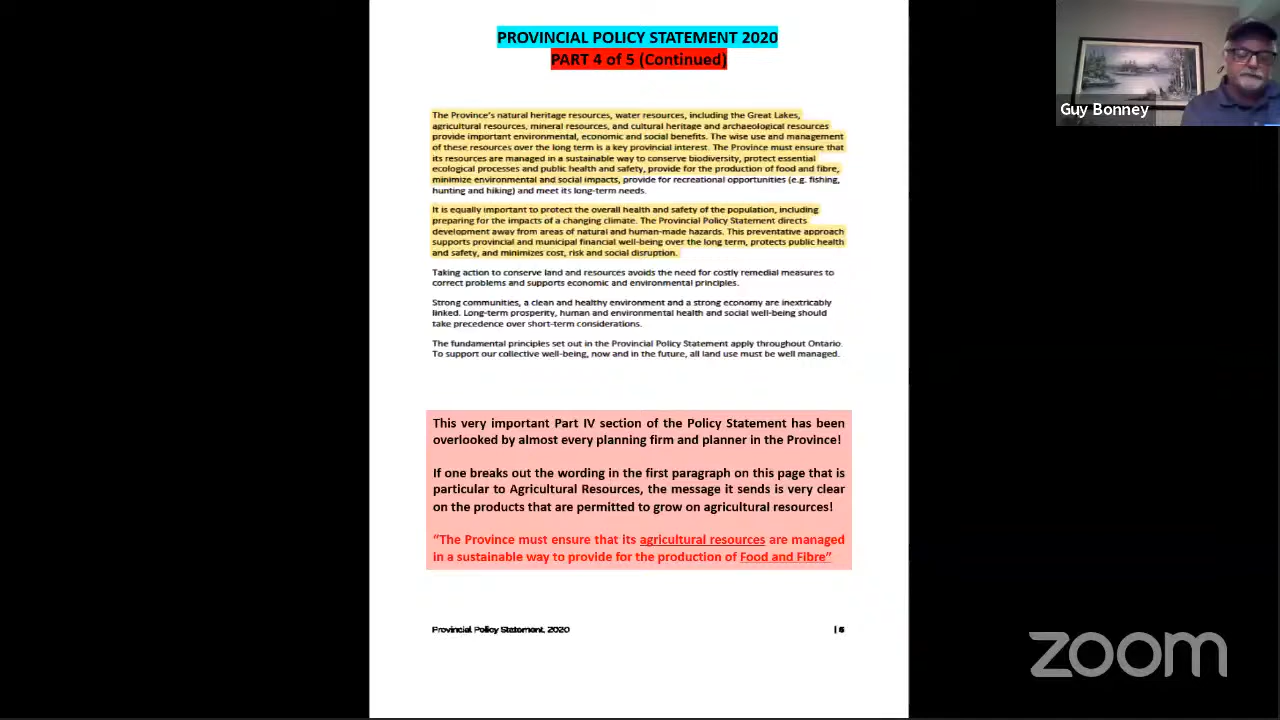 PROVINCIAL POLICY STATEMENT 2020
PART 4 of 5 (Continued)
Guy Bonney
The Province's natural heritage resources, water resources, including the Great Lakes,
agricultural resources, mineral resources, and cultural heritage and archaeological resources
provide important environmental, economic and social benefits. The wise use and management
of these resources over the long term is a key provincial interest. The Province must ensure that
its resources are managed in a sustainable way to conserve biodiversity, protect essential
ecological processes and public health and safety, provide for the production of food and fibre,
minimize environmental and social impacts, provide for recreational opportunities (e.g. fishing,
hunting and hiking) and meet its long-term needs.
It is equally important to protect the overall health and safety of the population, including
preparing for the impacts of a changing climate. The Provincial Policy Statement directs
development away from areas of natural and human-made hazards. This preventative approach
supports provincial and municipal financial well-being over the long term, protects public health
and safety, and minimizes cost, risk and social disruption.
Taking action to conserve land and resources avoids the need for costly remedial measures to
correct problems and supports economic and environmental principles.
Strong communities, a clean and healthy environment and a strong economy are inextricably
linked. Long-term prosperity, human and environmental health and social well-being should
take precedence over short-term considerations.
The fundamental principles set out in the Provincial Policy Statement apply throughout Ontario.
To support our collective well-being, now and in the future, all land use must be well managed.
This very important Part IV section of the Policy Statement has been
overlooked by almost every planning firm and planner in the Province!
If one breaks out the wording in the first paragraph on this page that is
particular to Agricultural Resources, the message it sends is very clear
on the products that are permitted to grow on agricultural resources!
“The Province must ensure that its agricultural resources are managed
in a sustainable way to provide for the production of Food and Fibre”
Provincial Policy Statement, 2020 | 6
zoom